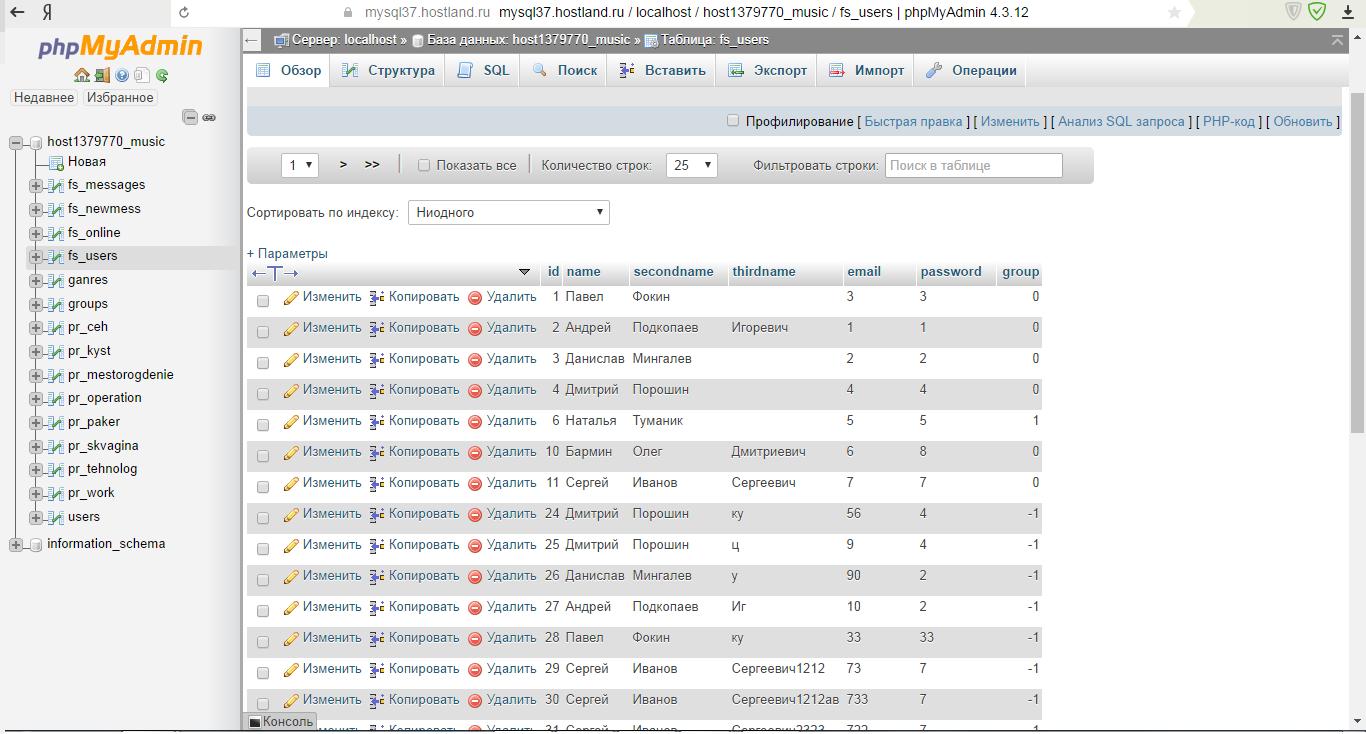 Я mysql37.hostland.ru mysql37.hostland.ru / localhost / host1379770_music / fs_users | phpMyAdmin 4.3.12
phpMyAdmin
Недавнее Избранное
host1379770_music
Новая
fs_messages
fs_newmess
fs_online
fs_users
ganres
groups
pr_ceh
pr_kyst
pr_mestorogdenie
pr_operation
pr_paker
pr_skvagina
pr_tehnolog
pr_work
users
information_schema
Сервер: localhost » База данных: host1379770_music » Таблица: fs_users
Обзор Структура SQL Поиск Вставить Экспорт Импорт Операции
Профилирование [ Быстрая правка ] [ Изменить ] [ Анализ SQL запроса ] [ PHP-код ] [ Обновить ]
1 > >> Показать все Количество строк: 25 Фильтровать строки: Поиск в таблице
Сортировать по индексу: Ниодного
+ Параметры
←T→ id name secondname thirdname email password group
Изменить Копировать Удалить 1 Павел Фокин 3 3 0
Изменить Копировать Удалить 2 Андрей Подкопаев Игоревич 1 1 0
Изменить Копировать Удалить 3 Данислав Мингалев 2 2 0
Изменить Копировать Удалить 4 Дмитрий Порошин 4 4 0
Изменить Копировать Удалить 6 Наталья Туманик 5 5 1
Изменить Копировать Удалить 10 Бармин Олег Дмитриевич 6 8 0
Изменить Копировать Удалить 11 Сергей Иванов Сергеевич 7 7 0
Изменить Копировать Удалить 24 Дмитрий Порошин ку 56 4 -1
Изменить Копировать Удалить 25 Дмитрий Порошин ц 9 4 -1
Изменить Копировать Удалить 26 Данислав Мингалев у 90 2 -1
Изменить Копировать Удалить 27 Андрей Подкопаев Иг 10 2 -1
Изменить Копировать Удалить 28 Павел Фокин ку 33 33 -1
Изменить Копировать Удалить 29 Сергей Иванов Сергеевич1212 73 7 -1
Изменить Копировать Удалить 30 Сергей Иванов Сергеевич1212ав 733 7 -1
Изменить Копировать Удалить 31 Сергей Иванов Сергеевич2323 722 7 -1
Консоль